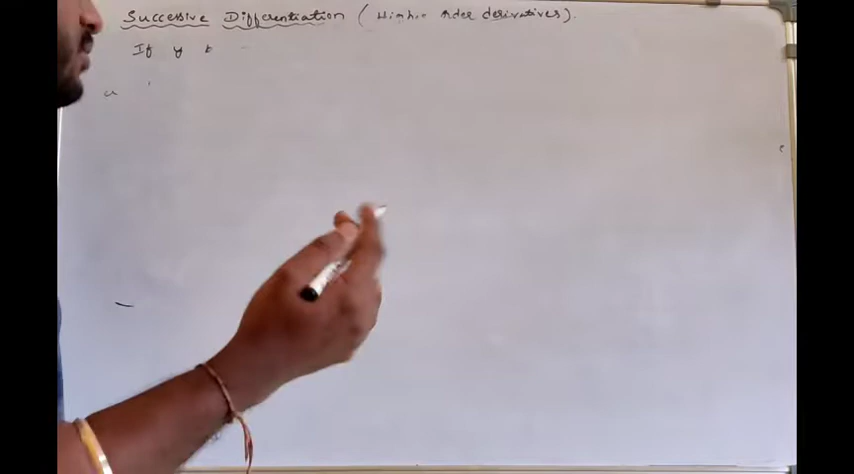 Successive Differentiation (Higher order derivatives).
If y